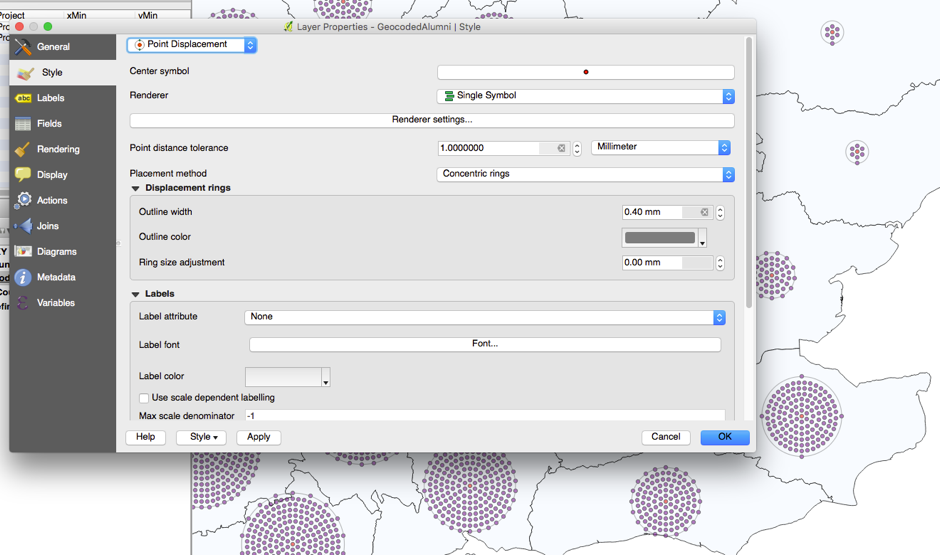 Project xMin yMin
Layer Properties - GeocodedAlumni | Style
General
Style
Labels
Fields
Rendering
Display
Actions
Joins
Diagrams
Metadata
Variables
Point Displacement
Center symbol
Renderer Single Symbol
Renderer settings...
Point distance tolerance 1.0000000 Millimeter
Placement method Concentric rings
Displacement rings
Outline width 0.40 mm
Outline color
Ring size adjustment 0.00 mm
Labels
Label attribute None
Label font Font...
Label color
Use scale dependent labelling
Max scale denominator -1
Help Style Apply Cancel OK